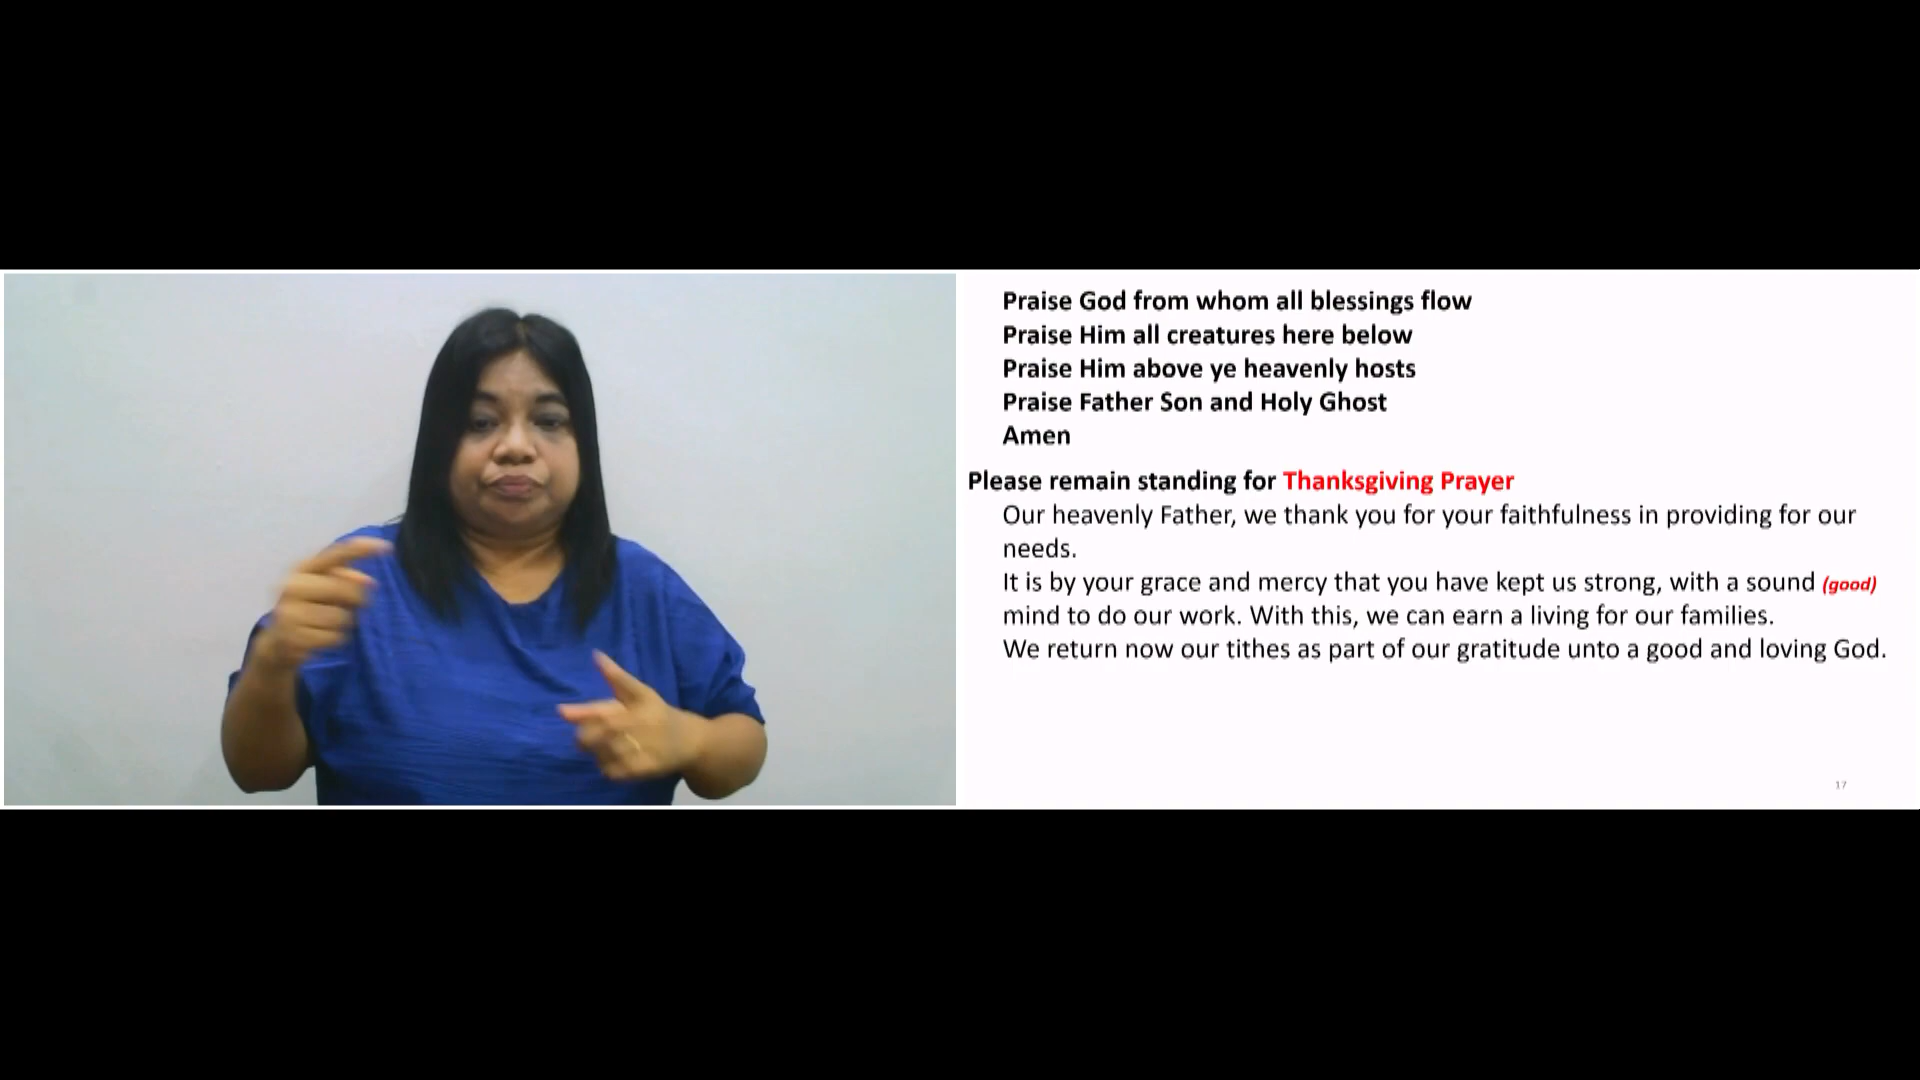 Praise God from whom all blessings flow
Praise Him all creatures here below
Praise Him above ye heavenly hosts
Praise Father Son and Holy Ghost
Amen
Please remain standing for Thanksgiving Prayer
Our heavenly Father, we thank you for your faithfulness in providing for our
needs.
It is by your grace and mercy that you have kept us strong, with a sound (good)
mind to do our work. With this, we can earn a living for our families.
We return now our tithes as part of our gratitude unto a good and loving God.
17